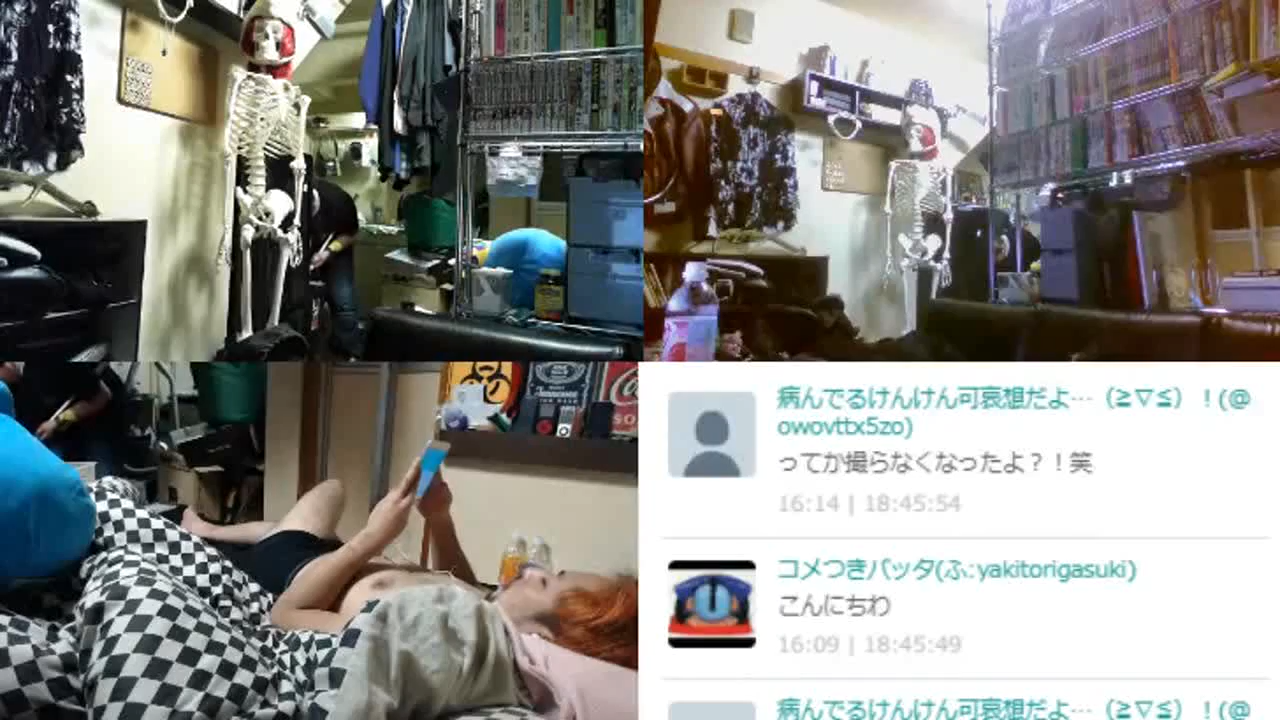 病んでるけんけん可哀想だよ…（≧▽≦）！(@
owovttx5zo)
ってか撮らなくなったよ？！笑
16:14 | 18:45:54
コメつきバッタ(ふ:yakitorigasuki)
こんにちわ
16:09 | 18:45:49
病んでるけんけん可哀想だよ…（≧▽≦）！(@